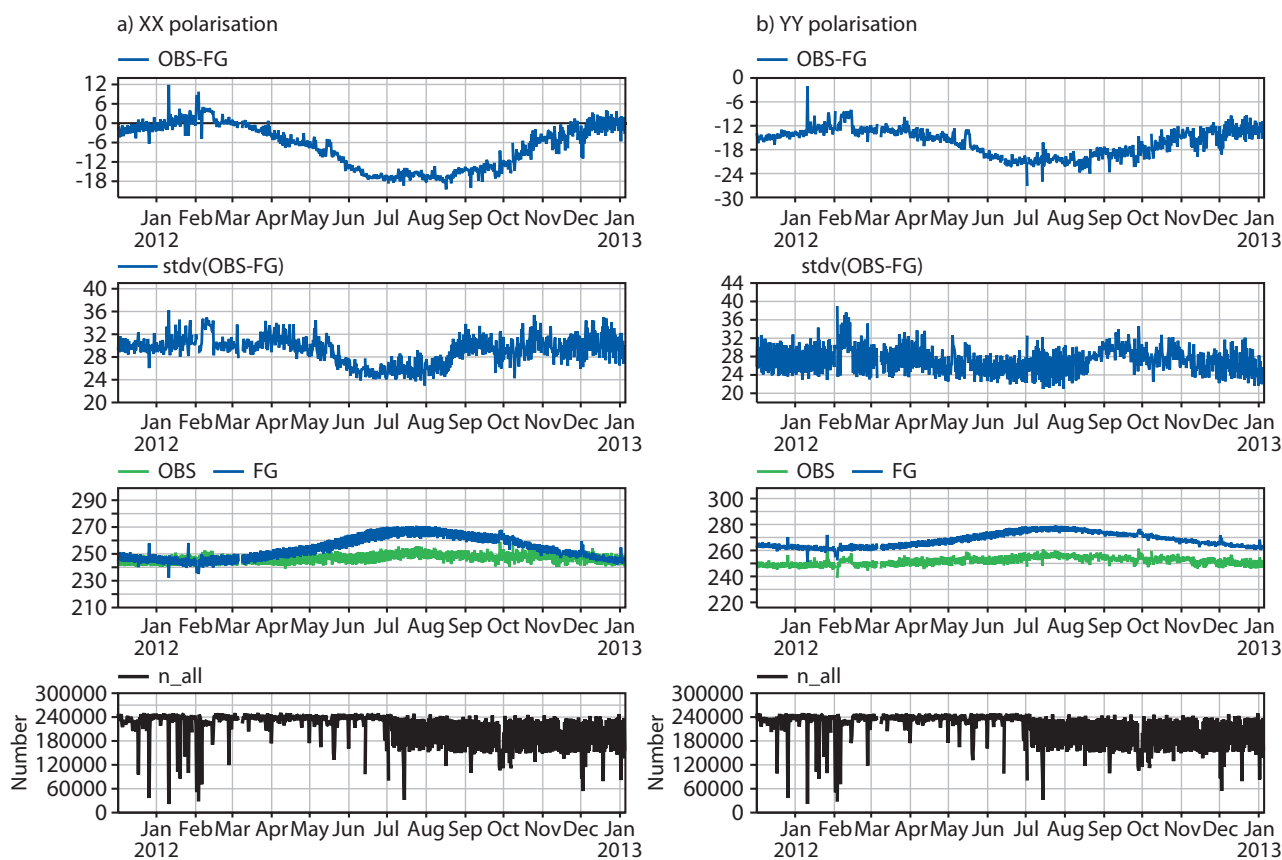 a) XX polarisation
OBS-FG
12
6
0
-6
-12
-18
Jan Feb Mar Apr May Jun Jul Aug Sep Oct Nov Dec Jan
2012 2013
stdv(OBS-FG)
40
36
32
28
24
20
Jan Feb Mar Apr May Jun Jul Aug Sep Oct Nov Dec Jan
2012 2013
OBS FG
290
270
250
230
210
Jan Feb Mar Apr May Jun Jul Aug Sep Oct Nov Dec Jan
2012 2013
n_all
Number
300000
240000
180000
120000
60000
0
Jan Feb Mar Apr May Jun Jul Aug Sep Oct Nov Dec Jan
2012 2013
b) YY polarisation
OBS-FG
0
-6
-12
-18
-24
-30
Jan Feb Mar Apr May Jun Jul Aug Sep Oct Nov Dec Jan
2012 2013
stdv(OBS-FG)
44
40
36
32
28
24
20
Jan Feb Mar Apr May Jun Jul Aug Sep Oct Nov Dec Jan
2012 2013
OBS FG
300
280
260
240
220
Jan Feb Mar Apr May Jun Jul Aug Sep Oct Nov Dec Jan
2012 2013
n_all
Number
300000
240000
180000
120000
60000
0
Jan Feb Mar Apr May Jun Jul Aug Sep Oct Nov Dec Jan
2012 2013